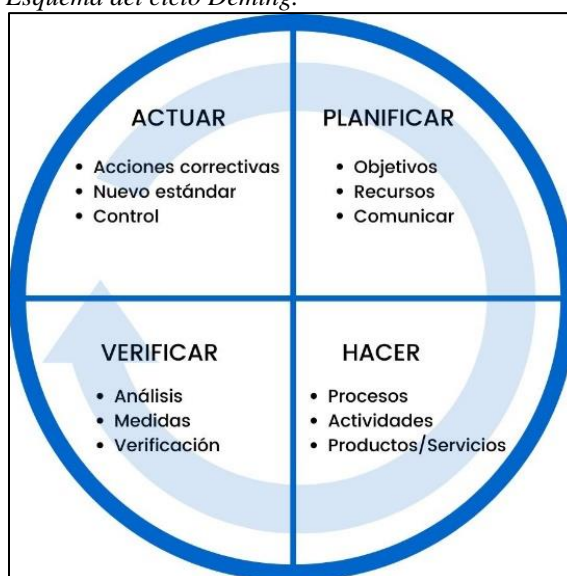 Esquema del ciclo Deming.
ACTUAR
• Acciones correctivas
• Nuevo estándar
• Control
PLANIFICAR
• Objetivos
• Recursos
• Comunicar
VERIFICAR
• Análisis
• Medidas
• Verificación
HACER
• Procesos
• Actividades
• Productos/Servicios